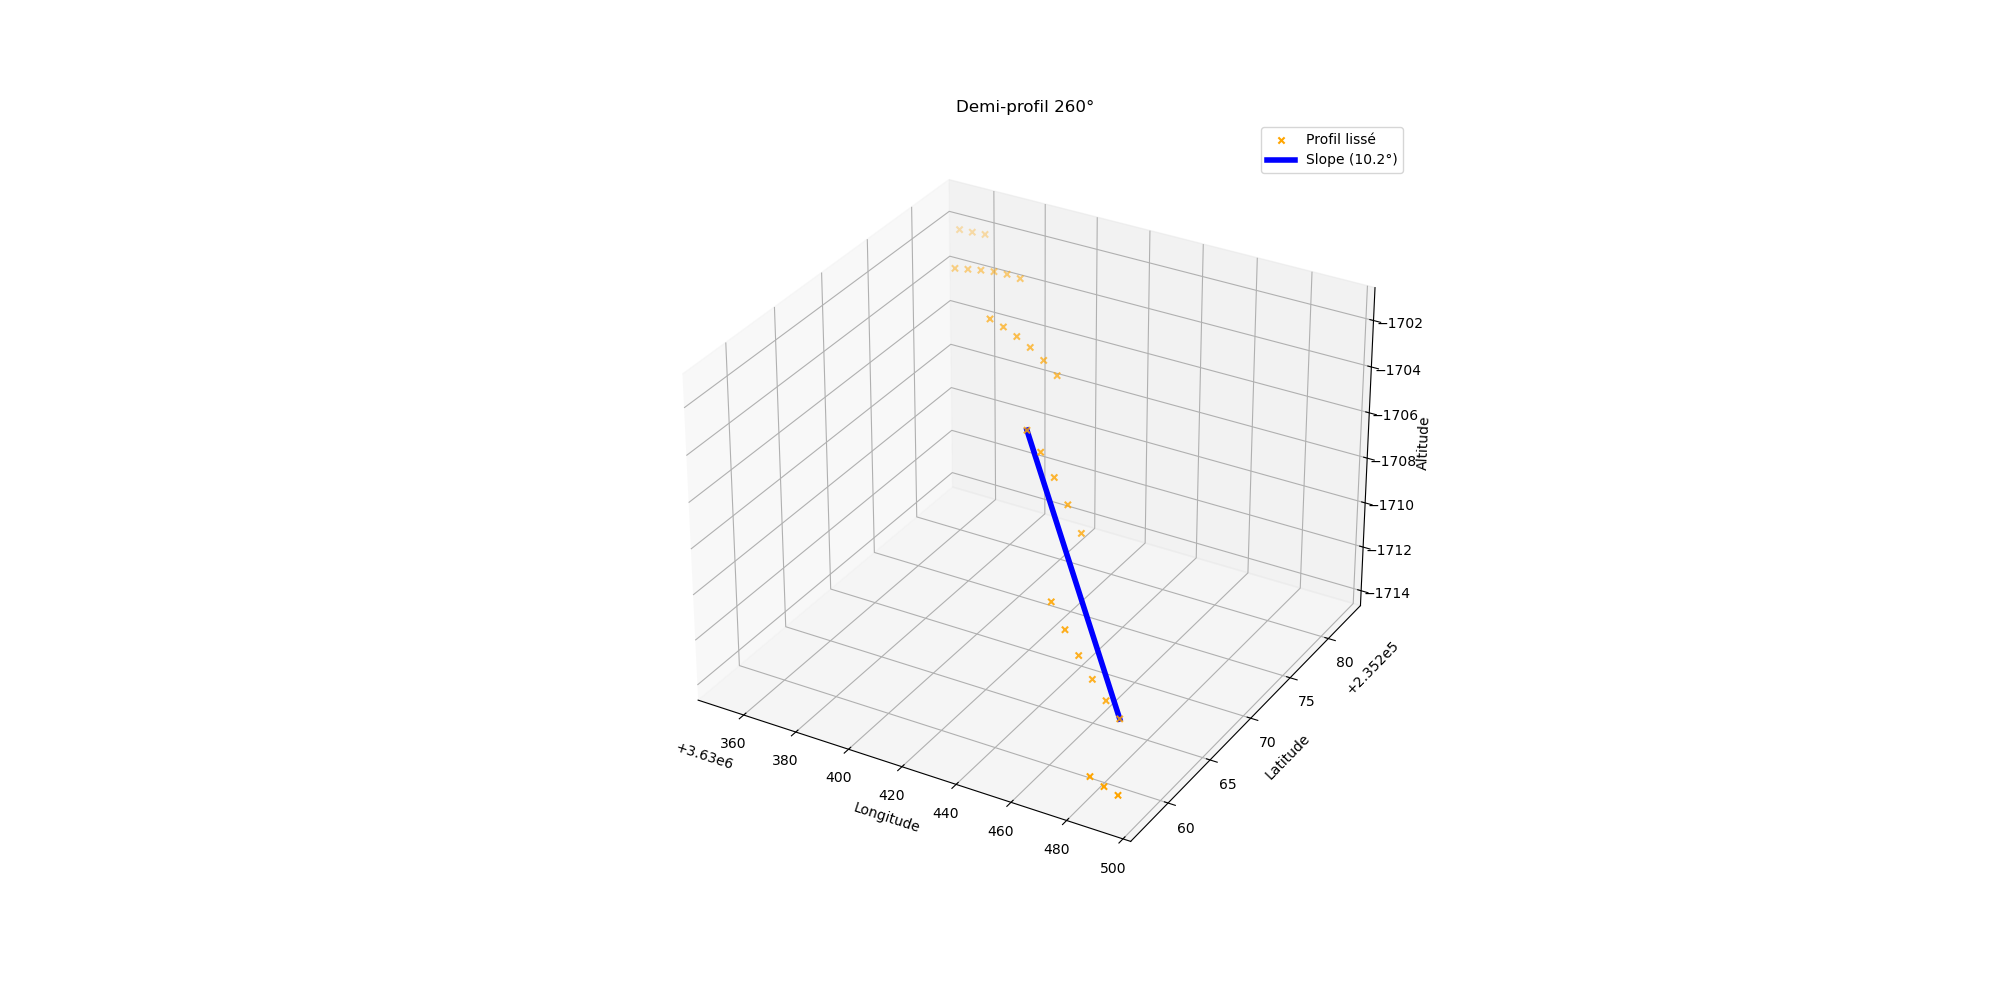 Demi-profil 260°
Profil lissé
Slope (10.2°)
−1702
−1704
−1706
−1708
−1710
−1712
−1714
Altitude
80
75
70
65
60
+2.352e5
Latitude
360
380
400
420
440
460
480
500
+3.63e6
Longitude